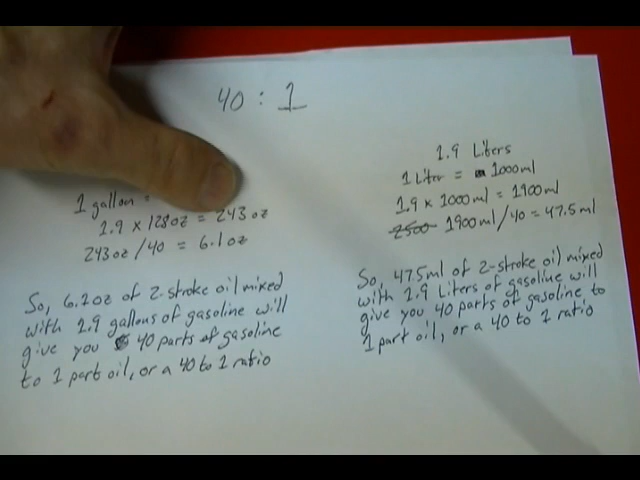 40 : 1
1 gallon =
1.9 x 128oz = 243oz
243oz/40 = 6.1oz
So, 6.2oz of 2-stroke oil mixed
with 1.9 gallons of gasoline will
give you 40 parts of gasoline
to 1 part oil, or a 40 to 1 ratio
1.9 Liters
1 Liter = 1000ml
1.9 x 1000ml = 1900ml
2500 1900ml/40 = 47.5ml
So, 47.5ml of 2-stroke oil mixed
with 1.9 Liters of gasoline will
give you 40 parts of gasoline to
1 part oil, or a 40 to 1 ratio